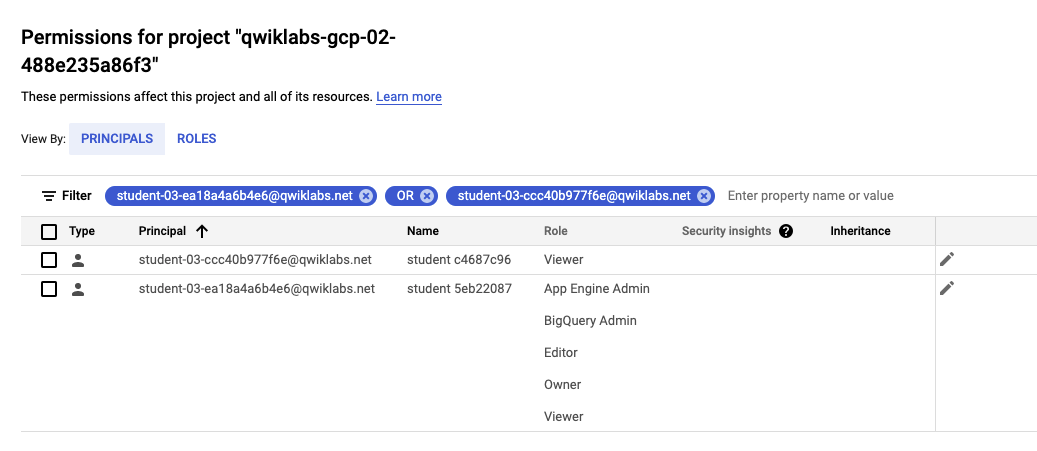 Permissions for project "qwiklabs-gcp-02-
488e235a86f3"
These permissions affect this project and all of its resources. Learn more
View By: PRINCIPALS ROLES
Filter student-03-ea18a4a6b4e6@qwiklabs.net OR student-03-ccc40b977f6e@qwiklabs.net Enter property name or value
Type Principal Name Role Security insights Inheritance
student-03-ccc40b977f6e@qwiklabs.net student c4687c96 Viewer
student-03-ea18a4a6b4e6@qwiklabs.net student 5eb22087 App Engine Admin
BigQuery Admin
Editor
Owner
Viewer